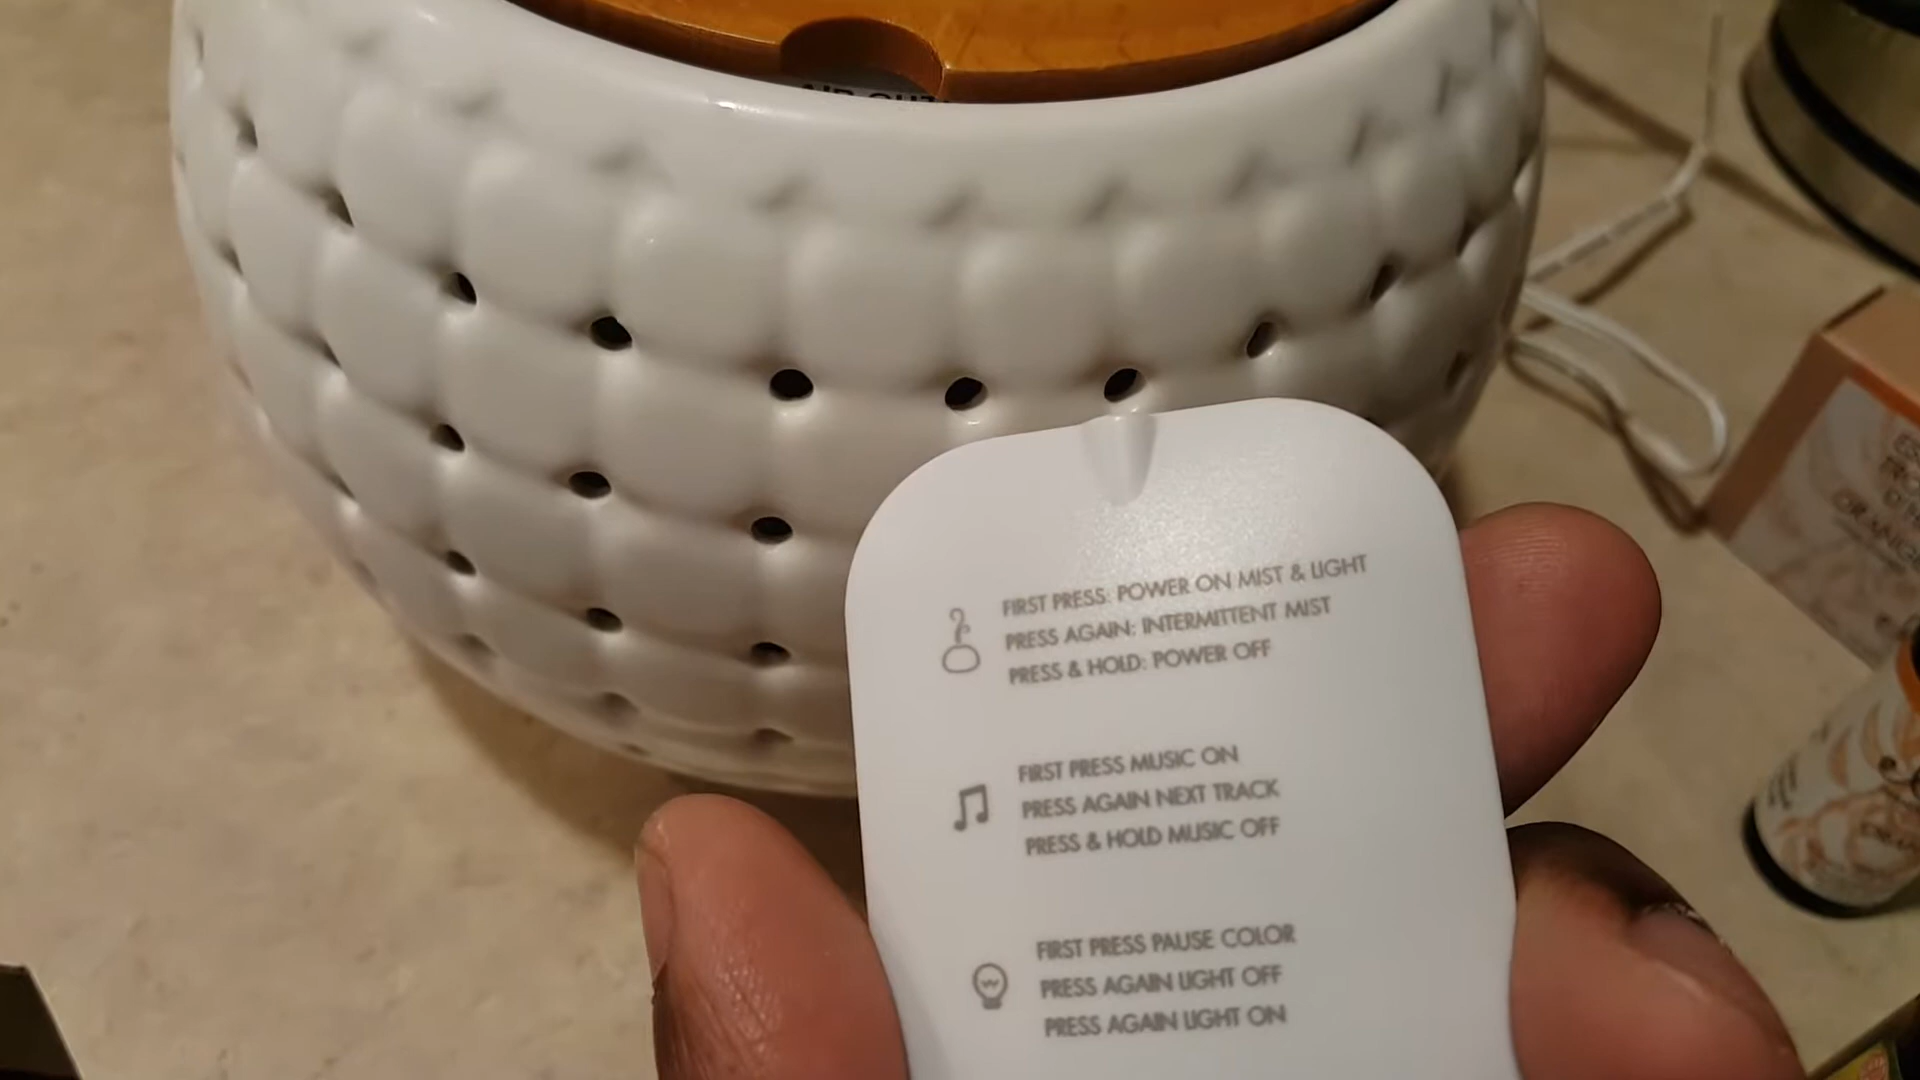 AIR OUT
FIRST PRESS: POWER ON MIST & LIGHT
PRESS AGAIN: INTERMITTENT MIST
PRESS & HOLD: POWER OFF
FIRST PRESS MUSIC ON
PRESS AGAIN NEXT TRACK
PRESS & HOLD MUSIC OFF
FIRST PRESS PAUSE COLOR
PRESS AGAIN LIGHT OFF
PRESS AGAIN LIGHT ON